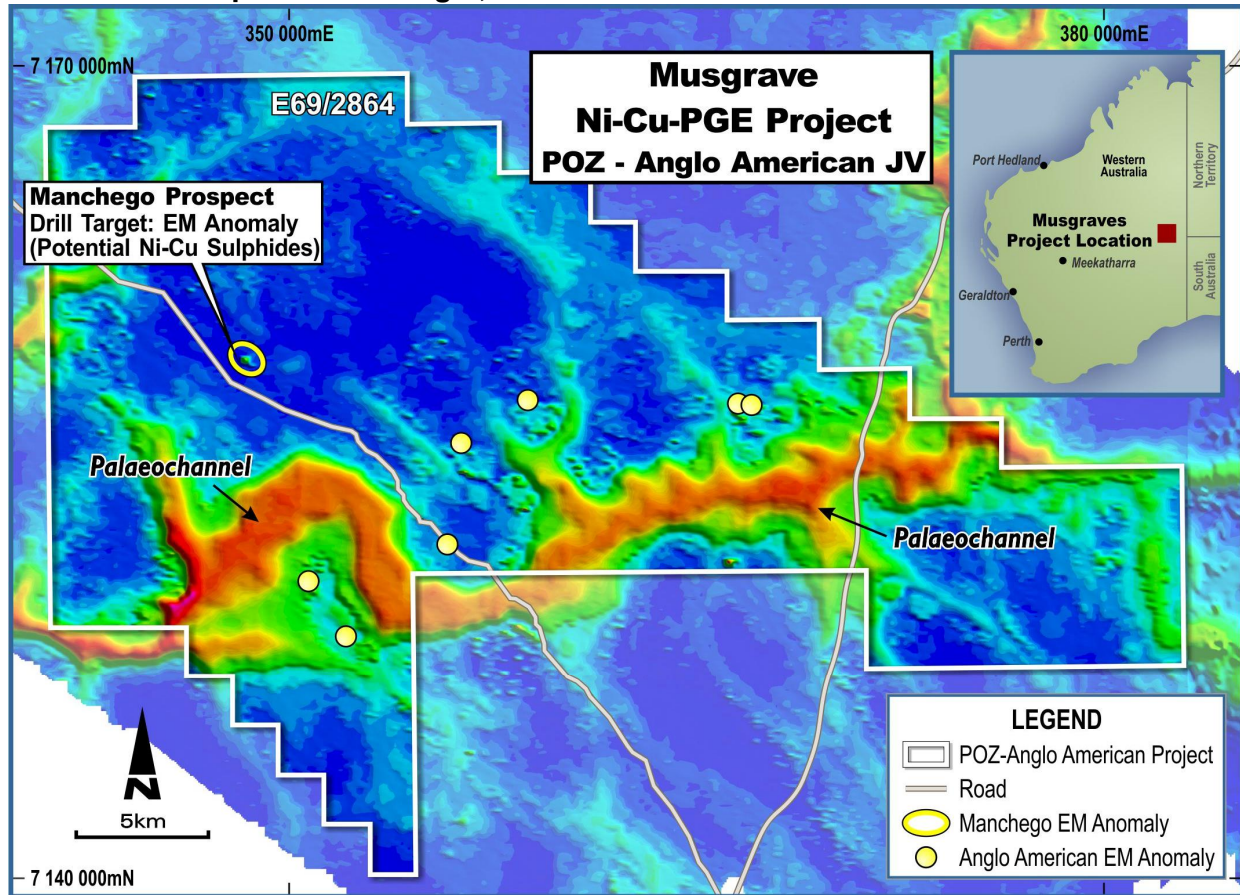 350 000mE
380 000mE
7 170 000mN
E69/2864
Musgrave
Ni-Cu-PGE Project
POZ - Anglo American JV
Manchego Prospect
Drill Target: EM Anomaly
(Potential Ni-Cu Sulphides)
Port Hedland
Western
Australia
Northern
Territory
Musgraves
Project Location
Meekatharra
South
Australia
Geraldton
Perth
Palaeochannel
Palaeochannel
N
5km
7 140 000mN
LEGEND
POZ-Anglo American Project
Road
Manchego EM Anomaly
Anglo American EM Anomaly